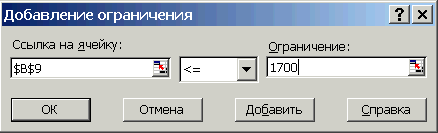 Добавление ограничения
Ссылка на ячейку: Ограничение:
$B$9 <= 1700
ОК Отмена Добавить Справка